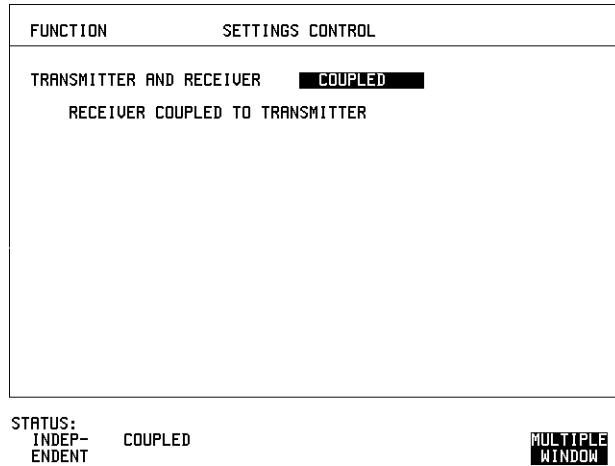 FUNCTION SETTINGS CONTROL
TRANSMITTER AND RECEIVER COUPLED
RECEIVER COUPLED TO TRANSMITTER
STATUS:
INDEP- COUPLED MULTIPLE
ENDENT WINDOW